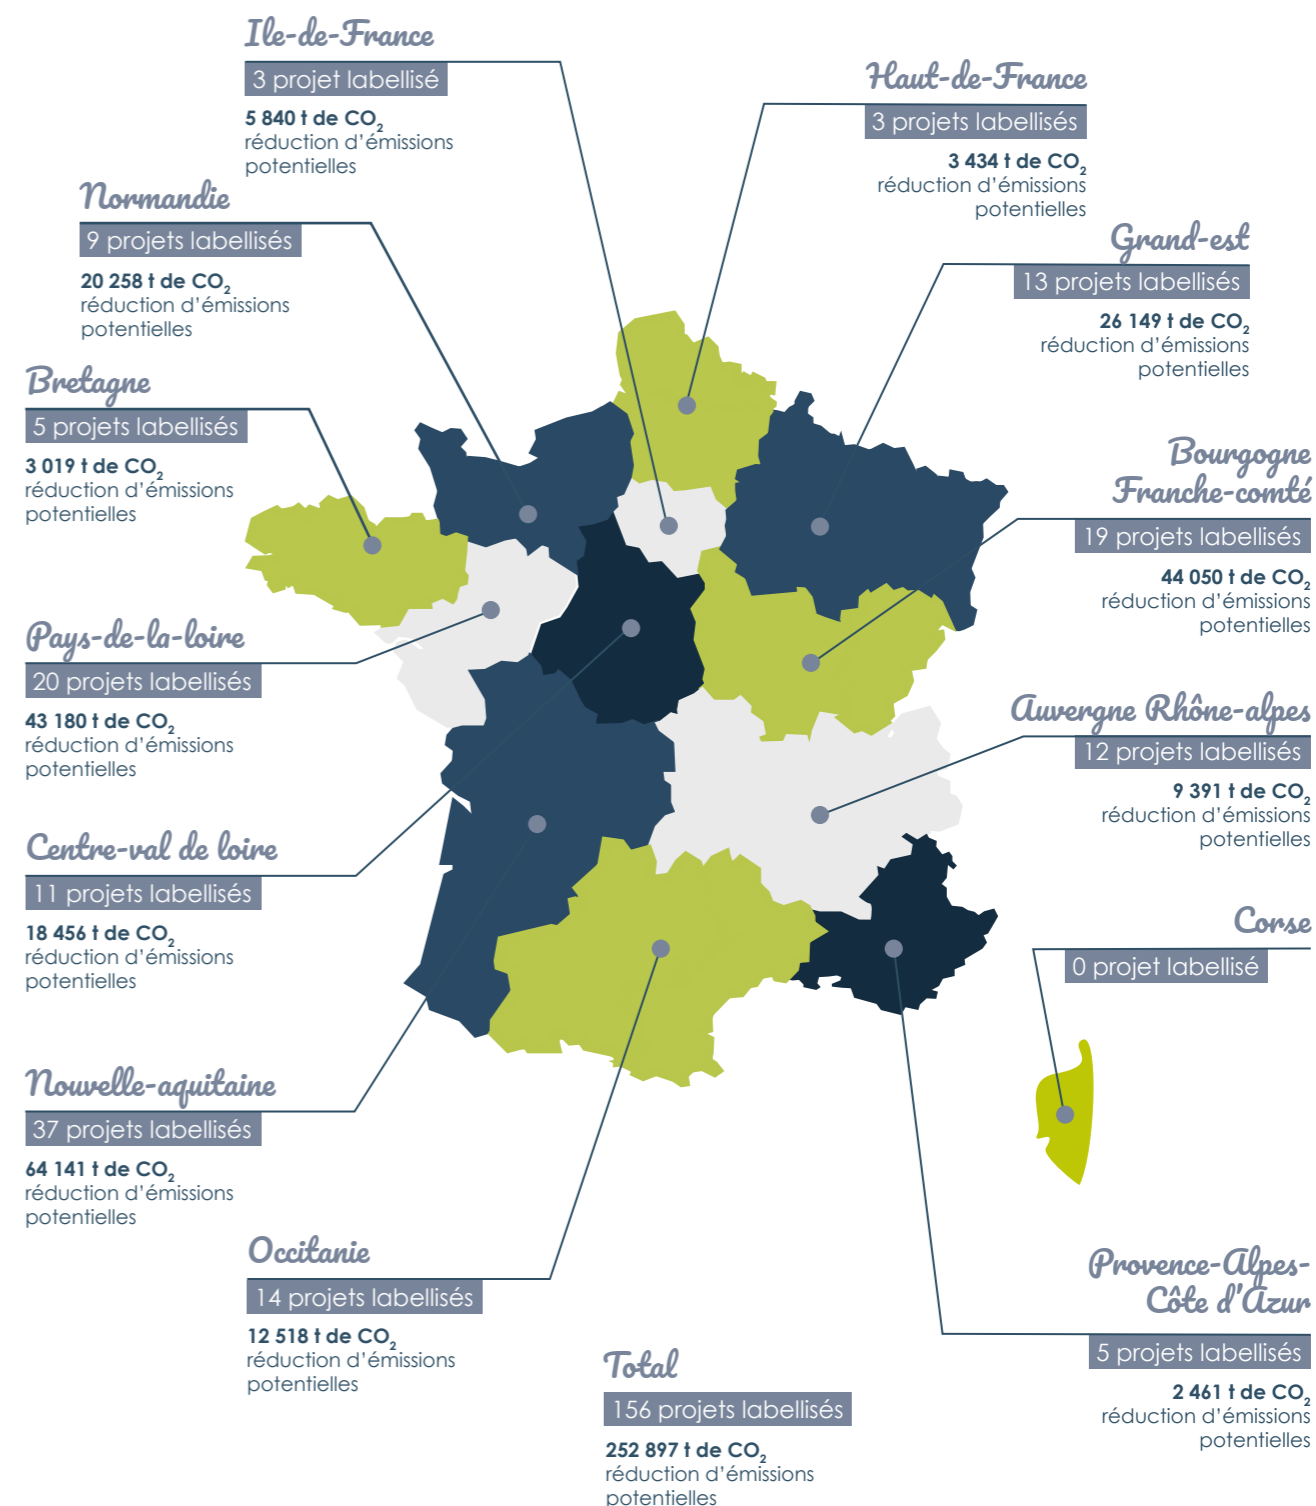 Ile-de-France
3 projet labellisé
5 840 t de CO₂
réduction d'émissions
potentielles
Haut-de-France
3 projets labellisés
3 434 t de CO₂
réduction d'émissions
potentielles
Normandie
9 projets labellisés
20 258 t de CO₂
réduction d'émissions
potentielles
Grand-est
13 projets labellisés
26 149 t de CO₂
réduction d'émissions
potentielles
Bretagne
5 projets labellisés
3 019 t de CO₂
réduction d'émissions
potentielles
Bourgogne
Franche-comté
19 projets labellisés
44 050 t de CO₂
réduction d'émissions
potentielles
Pays-de-la-loire
20 projets labellisés
43 180 t de CO₂
réduction d'émissions
potentielles
Auvergne Rhône-alpes
12 projets labellisés
9 391 t de CO₂
réduction d'émissions
potentielles
Centre-val de loire
11 projets labellisés
18 456 t de CO₂
réduction d'émissions
potentielles
Corse
0 projet labellisé
Nouvelle-aquitaine
37 projets labellisés
64 141 t de CO₂
réduction d'émissions
potentielles
Occitanie
14 projets labellisés
12 518 t de CO₂
réduction d'émissions
potentielles
Provence-Alpes-
Côte d'Azur
5 projets labellisés
2 461 t de CO₂
réduction d'émissions
potentielles
Total
156 projets labellisés
252 897 t de CO₂
réduction d'émissions
potentielles